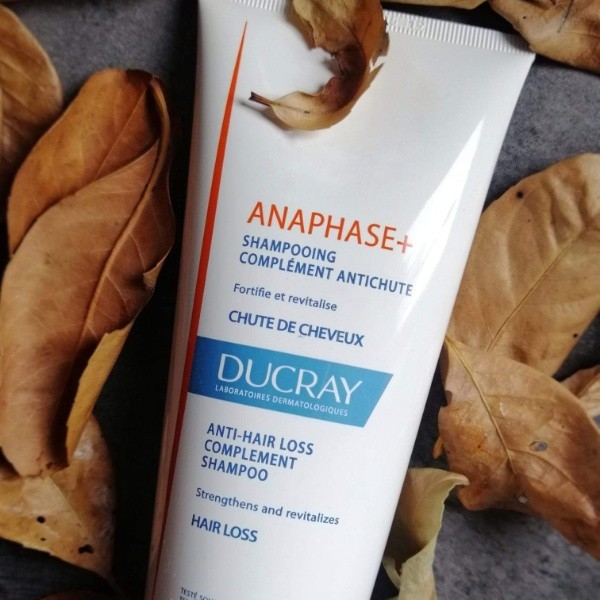 ANAPHASE+
SHAMPOOING
COMPLÉMENT ANTICHUTE
Fortifie et revitalise
CHUTE DE CHEVEUX
DUCRAY
LABORATOIRES DERMATOLOGIQUES
ANTI-HAIR LOSS
COMPLEMENT
SHAMPOO
Strengthens and revitalizes
HAIR LOSS
TESTÉ